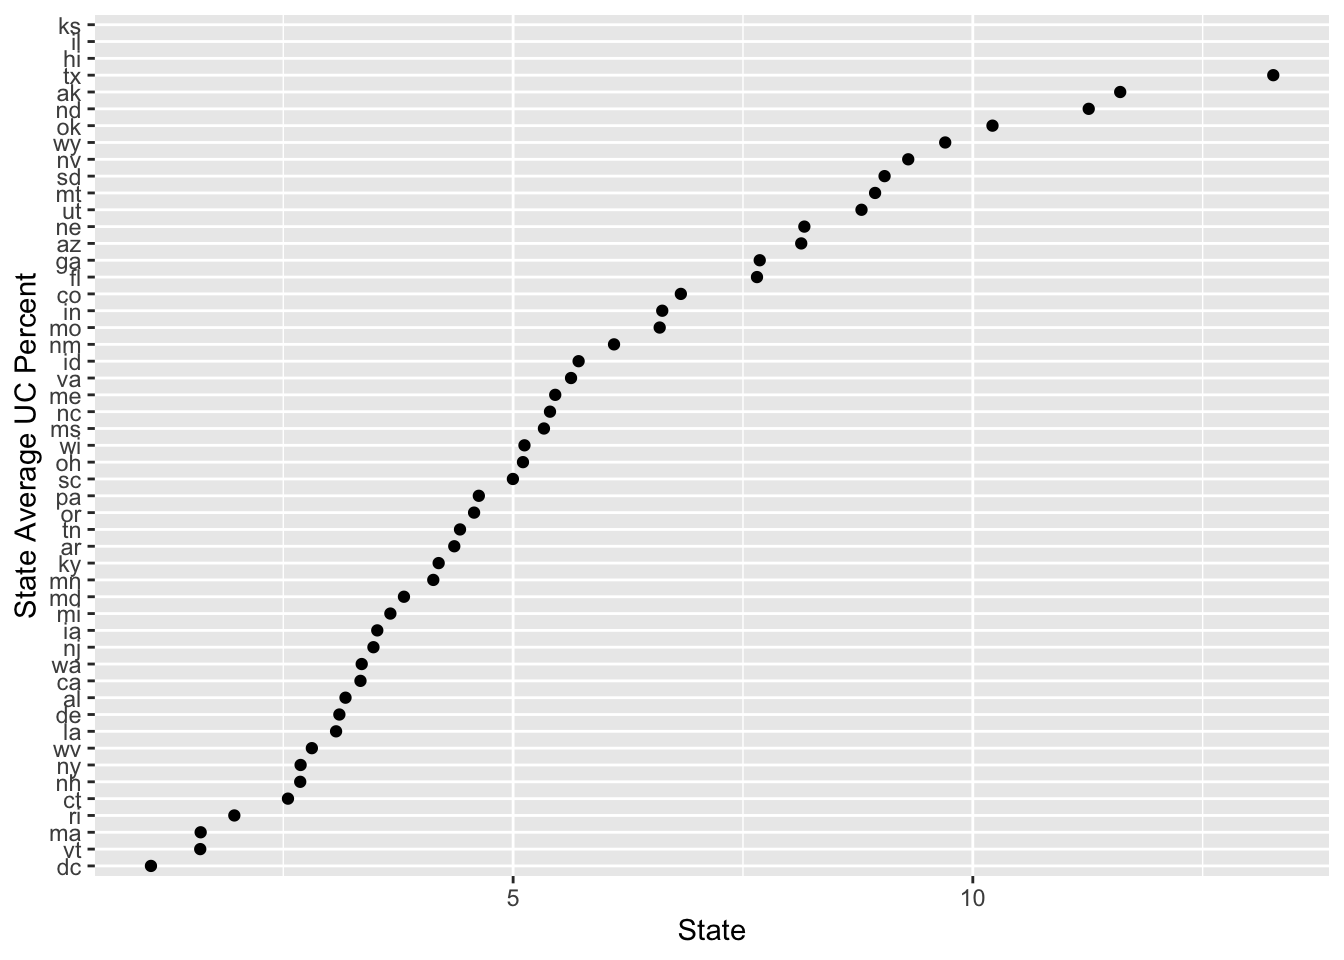 ks
il
hi
tx
ak
nd
ok
wy
nv
sd
mt
ut
ne
az
ga
fl
co
in
mo
nm
id
va
me
nc
ms
wi
oh
sc
pa
or
tn
ar
ky
mn
md
mi
ia
nj
wa
ca
al
de
la
wv
ny
nh
ct
ri
ma
vt
dc
State Average UC Percent
5 10
State